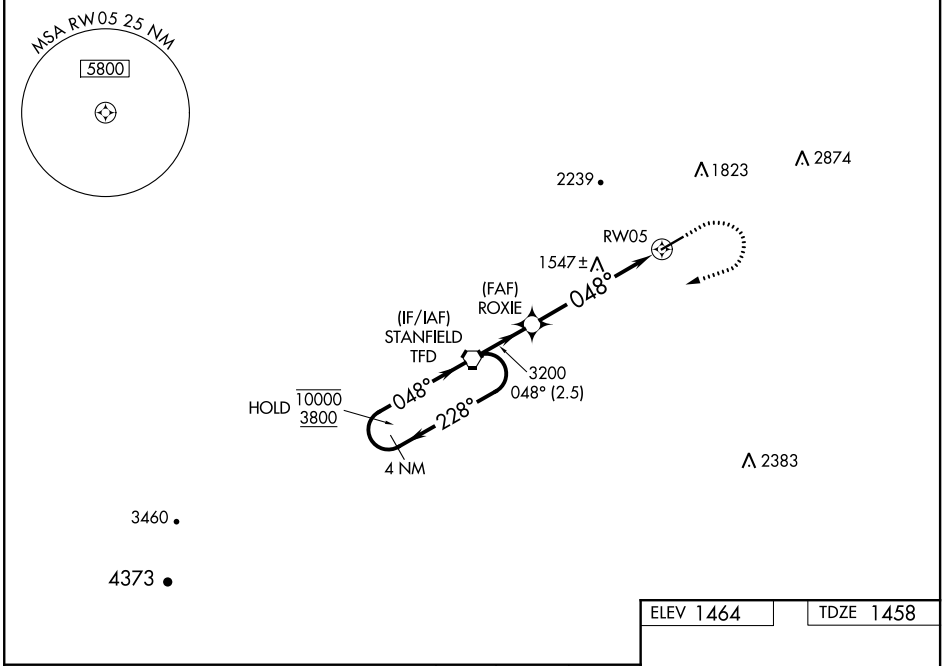 MSA RW05 25 NM
5800
2239
1823
2874
RW05
1547 ±
(FAF)
ROXIE
048°
(IF/IAF)
STANFIELD
TFD
3200
048° (2.5)
HOLD
10000
3800
048°
228°
4 NM
2383
3460
4373
ELEV 1464
TDZE 1458